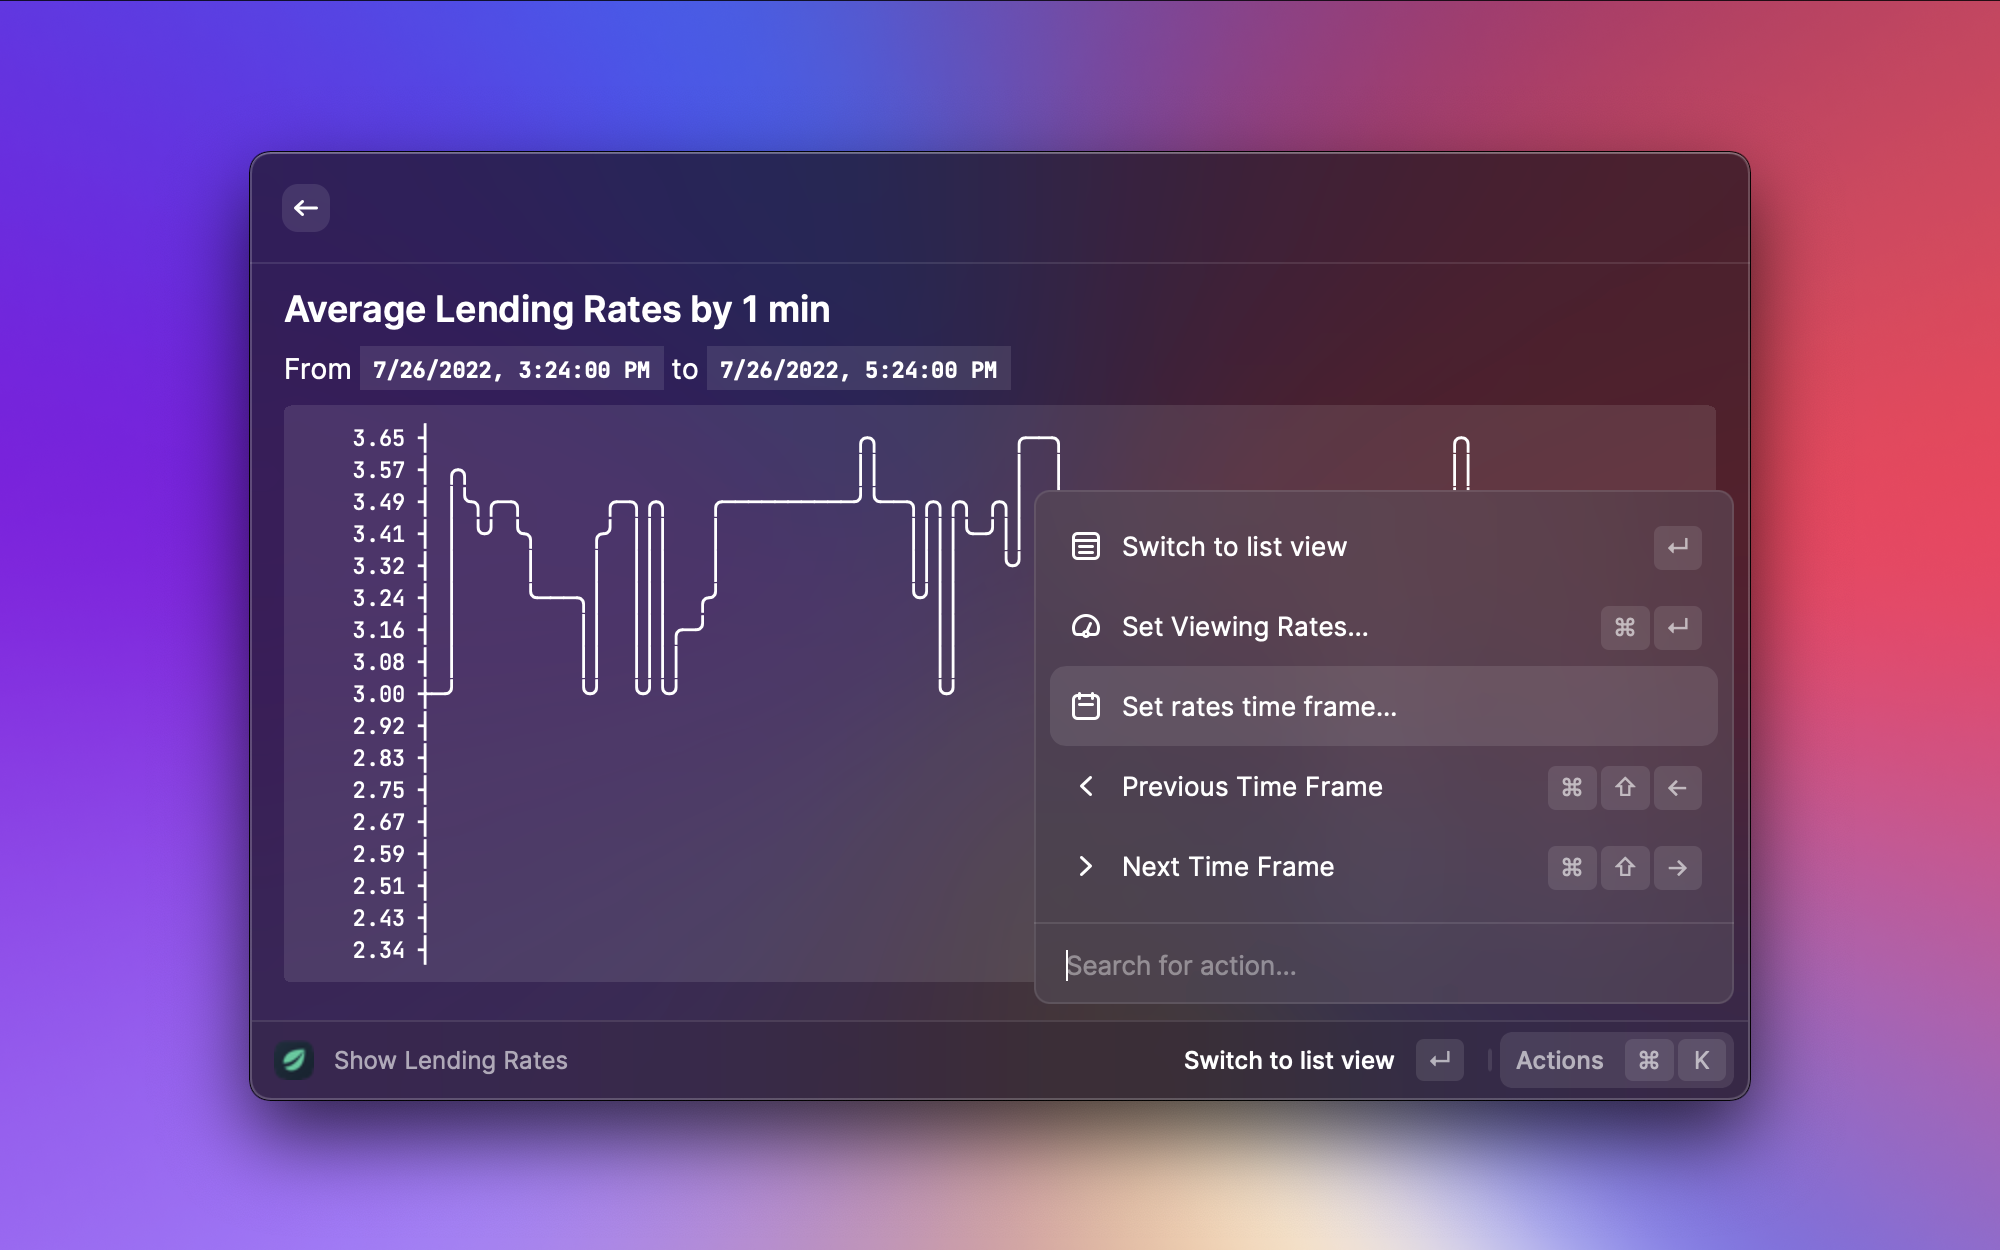 Average Lending Rates by 1 min
From 7/26/2022, 3:24:00 PM to 7/26/2022, 5:24:00 PM
3.65
3.57
3.49
3.41
3.32
3.24
3.16
3.08
3.00
2.92
2.83
2.75
2.67
2.59
2.51
2.43
2.34
Switch to list view ↵
Set Viewing Rates... ⌘ ↵
Set rates time frame...
Previous Time Frame ⌘ ⇧ ←
Next Time Frame ⌘ ⇧ →
Search for action...
Show Lending Rates
Switch to list view ↵
Actions ⌘ K